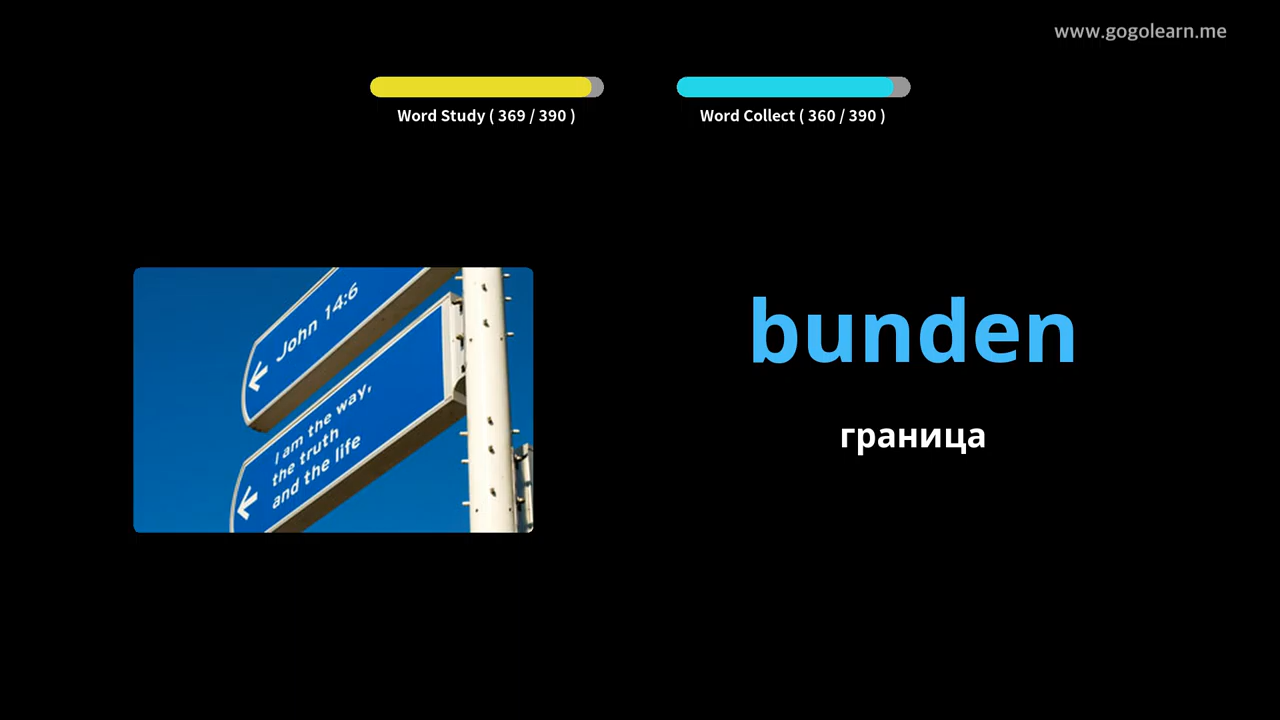 www.gogolearn.me
Word Study ( 369 / 390 )
Word Collect ( 360 / 390 )
John 14:6
I am the way,
the truth
and the life
bunden
граница